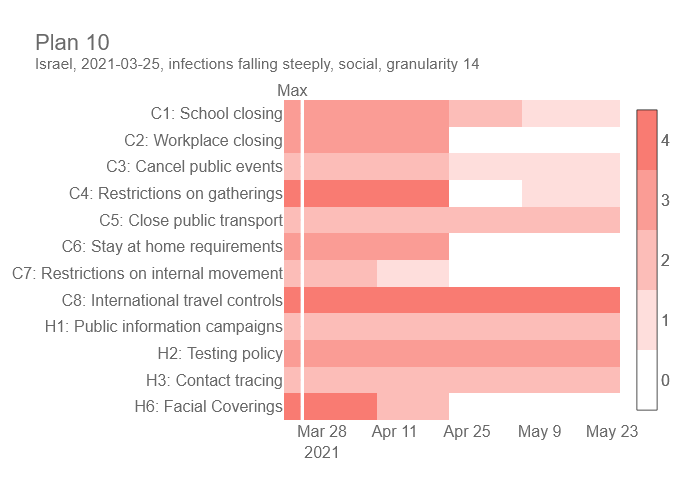 Plan 10
Israel, 2021-03-25, infections falling steeply, social, granularity 14
Max
C1: School closing
C2: Workplace closing
C3: Cancel public events
C4: Restrictions on gatherings
C5: Close public transport
C6: Stay at home requirements
C7: Restrictions on internal movement
C8: International travel controls
H1: Public information campaigns
H2: Testing policy
H3: Contact tracing
H6: Facial Coverings
4
3
2
1
0
Mar 28 Apr 11 Apr 25 May 9 May 23
2021